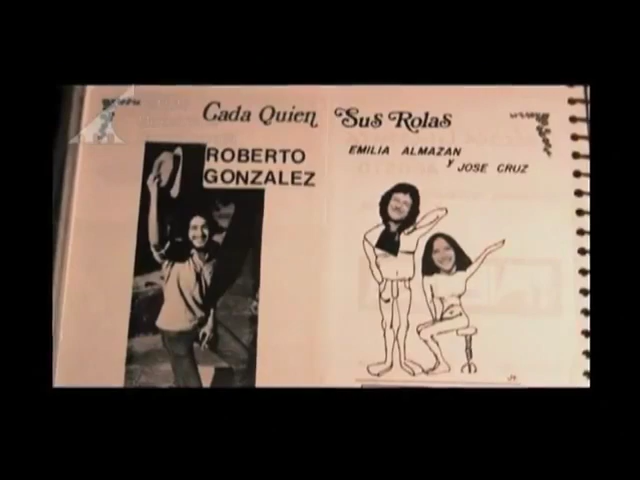 Cada Quien Sus Rolas
ROBERTO
GONZALEZ
EMILIA ALMAZAN
y JOSE CRUZ